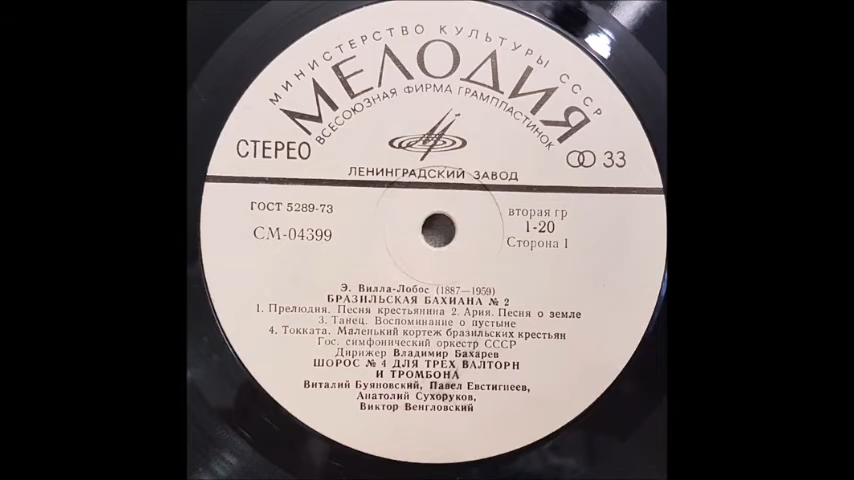 МИНИСТЕРСТВО КУЛЬТУРЫ СССР
МЕЛОДИЯ
ВСЕСОЮЗНАЯ ФИРМА ГРАМПЛАСТИНОК
СТЕРЕО
33
ЛЕНИНГРАДСКИЙ ЗАВОД
ГОСТ 5289-73
вторая гр
СМ-04399
1-20
Сторона 1
Э. Вилла-Лобос (1887—1959)
БРАЗИЛЬСКАЯ БАХИАНА № 2
1. Прелюдия. Песня крестьянина 2. Ария. Песня о земле
3. Танец. Воспоминание о пустыне
4. Токката. Маленький кортеж бразильских крестьян
Гос. симфонический оркестр СССР
Дирижер Владимир Бахарев
ШОРОС № 4 ДЛЯ ТРЕХ ВАЛТОРН
И ТРОМБОНА
Виталий Буяновский, Павел Евстигнеев,
Анатолий Сухоруков,
Виктор Венгловский